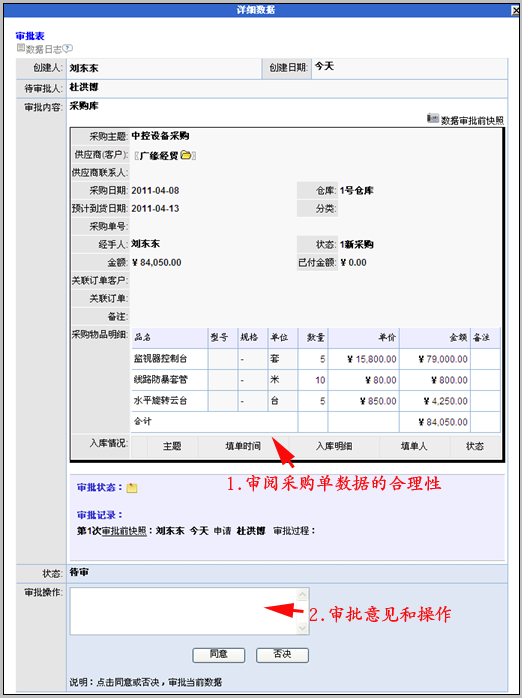 详细数据
审批表
数据日志
创建人: 刘东东 创建日期: 今天
待审批人: 杜洪博
审批内容: 采购库
数据审批前快照
采购主题: 中控设备采购
供应商(客户): 〖广缘经贸〗
供应商联系人:
采购日期: 2011-04-08 仓库: 1号仓库
预计到货日期: 2011-04-13 分类:
采购单号:
经手人: 刘东东 状态: 1新采购
金额: ¥ 84,050.00 已付金额: ¥ 0.00
关联订单客户:
关联订单:
备注:
采购物品明细: 品名 型号 规格 单位 数量 单价 金额 备注
监视器控制台 - 套 5 ¥ 15,800.00 ¥ 79,000.00
线路防暴套管 - 米 10 ¥ 80.00 ¥ 800.00
水平旋转云台 - 台 5 ¥ 850.00 ¥ 4,250.00
合计 ¥ 84,050.00
入库情况: 主题 填单时间 入库明细 填单人 状态
1.审阅采购单数据的合理性
审批状态:
审批记录:
第1次审批前快照: 刘东东 今天 申请 杜洪博 审批过程:
状态: 待审
审批操作:
2.审批意见和操作
同意 否决
说明: 点击同意或否决, 审批当前数据